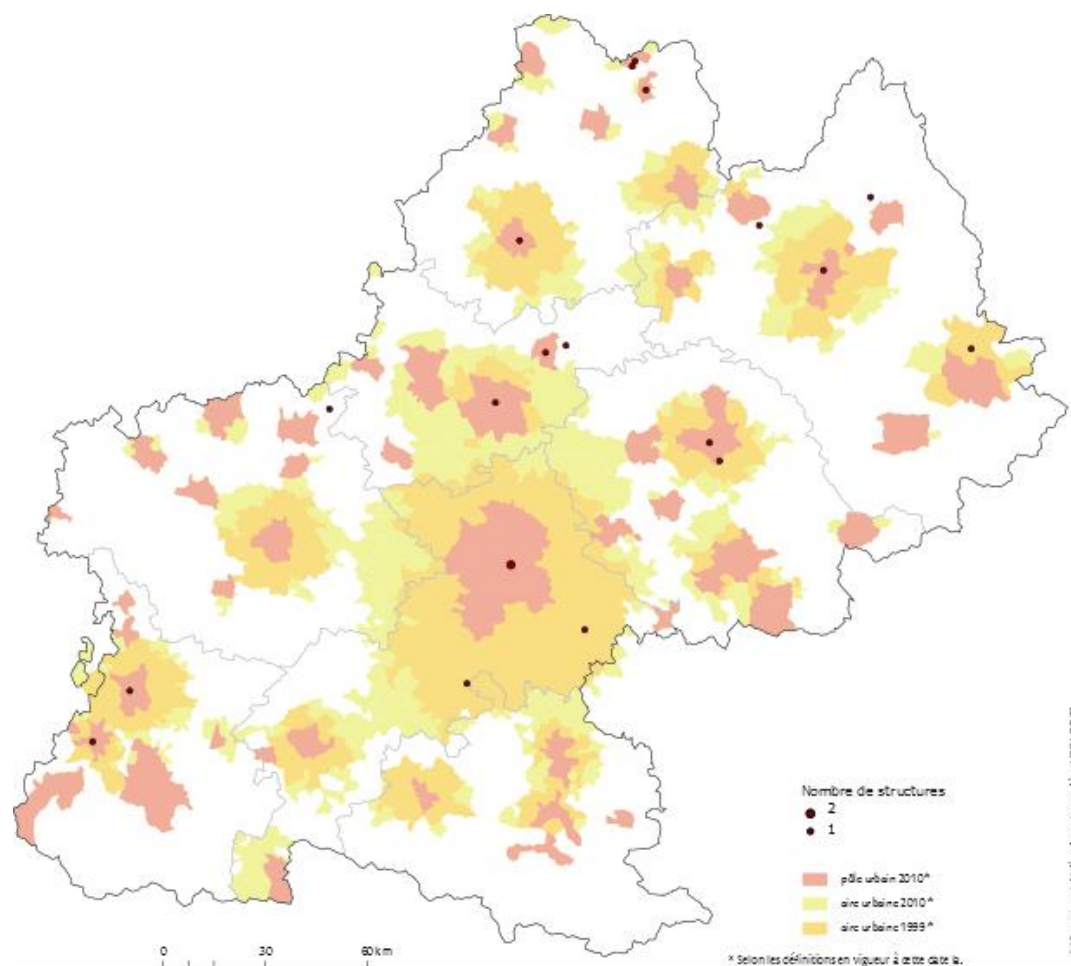 Nombre de structures
2
1
pôle urbain 2010*
aire urbaine 2010*
aire urbaine 1999*
0 30 60 km
* Selon les définitions en vigueur à cette date la.